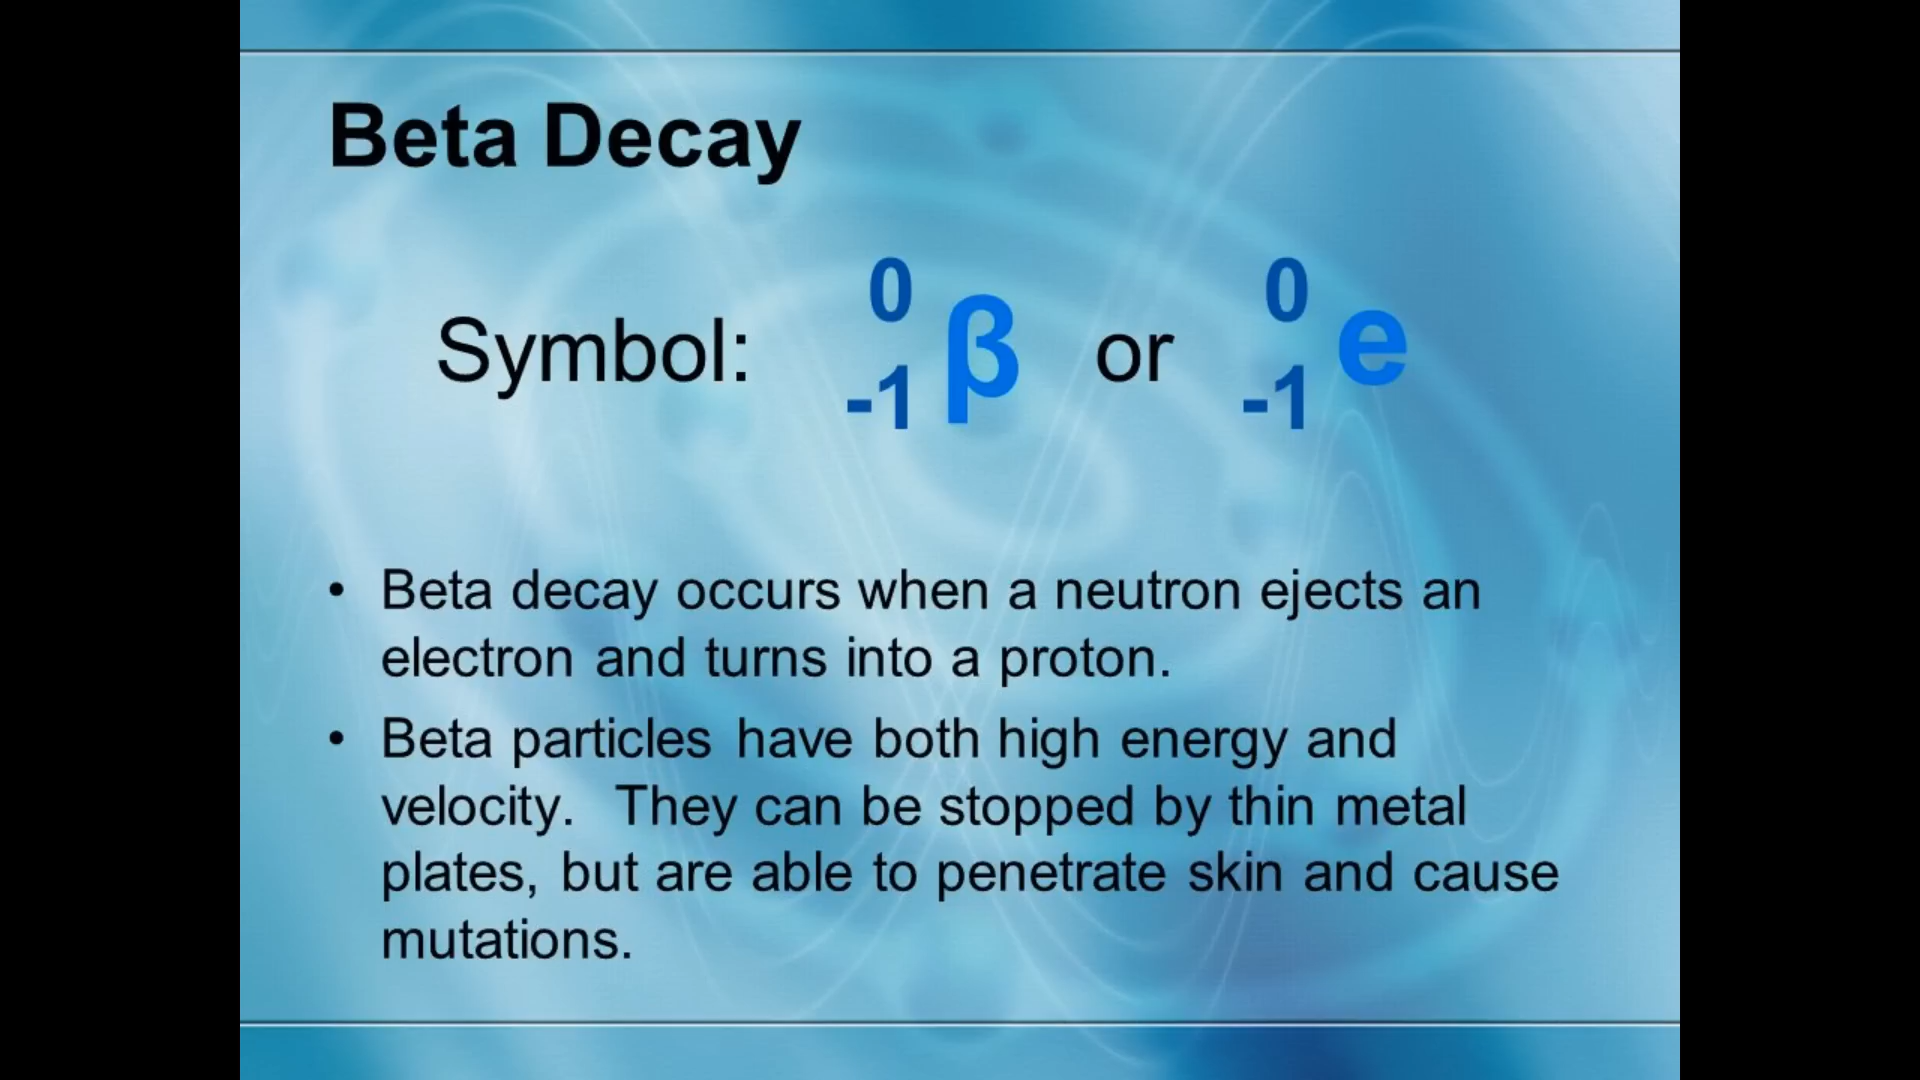 Beta Decay
Symbol: 0 -1 β or 0 -1 e
• Beta decay occurs when a neutron ejects an
electron and turns into a proton.
• Beta particles have both high energy and
velocity. They can be stopped by thin metal
plates, but are able to penetrate skin and cause
mutations.